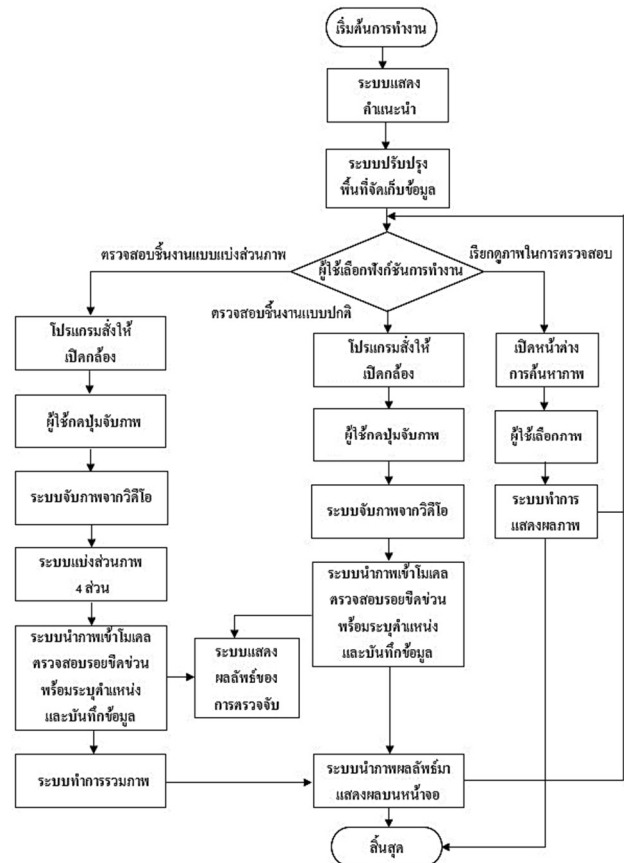 เริ่มต้นการทำงาน
ระบบแสดง
คำแนะนำ
ระบบปรับปรุง
พื้นที่จัดเก็บข้อมูล
ผู้ใช้เลือกฟังก์ชันการทำงาน
ตรวจสอบชิ้นงานแบบแบ่งส่วนภาพ
โปรแกรมสั่งให้
เปิดกล้อง
ผู้ใช้กดปุ่มจับภาพ
ระบบจับภาพจากวิดีโอ
ระบบแบ่งส่วนภาพ
4 ส่วน
ระบบนำภาพเข้าโมเดล
ตรวจสอบรอยขีดข่วน
พร้อมระบุตำแหน่ง
และบันทึกข้อมูล
ระบบทำการรวมภาพ
ตรวจสอบชิ้นงานแบบปกติ
โปรแกรมสั่งให้
เปิดกล้อง
ผู้ใช้กดปุ่มจับภาพ
ระบบจับภาพจากวิดีโอ
ระบบนำภาพเข้าโมเดล
ตรวจสอบรอยขีดข่วน
พร้อมระบุตำแหน่ง
และบันทึกข้อมูล
ระบบแสดง
ผลลัพธ์ของ
การตรวจจับ
ระบบนำภาพผลลัพธ์มา
แสดงผลบนหน้าจอ
เรียกดูภาพในการตรวจสอบ
เปิดหน้าต่าง
การค้นหาภาพ
ผู้ใช้เลือกภาพ
ระบบทำการ
แสดงผลภาพ
สิ้นสุด